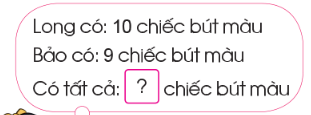 Long có: 10 chiếc bút màu
Bảo có: 9 chiếc bút màu
Có tất cả: ? chiếc bút màu